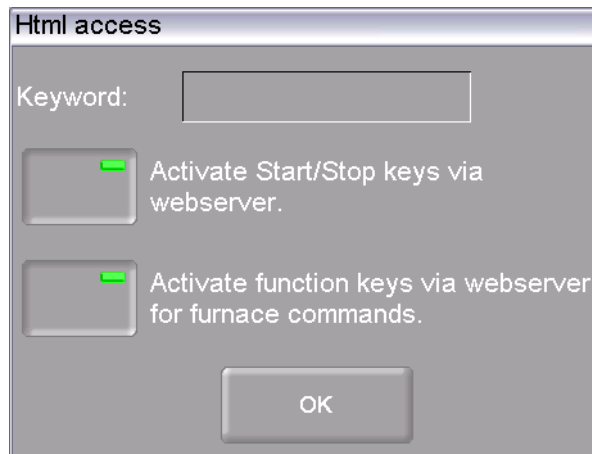 Html access
Keyword:
Activate Start/Stop keys via
webserver.
Activate function keys via webserver
for furnace commands.
OK